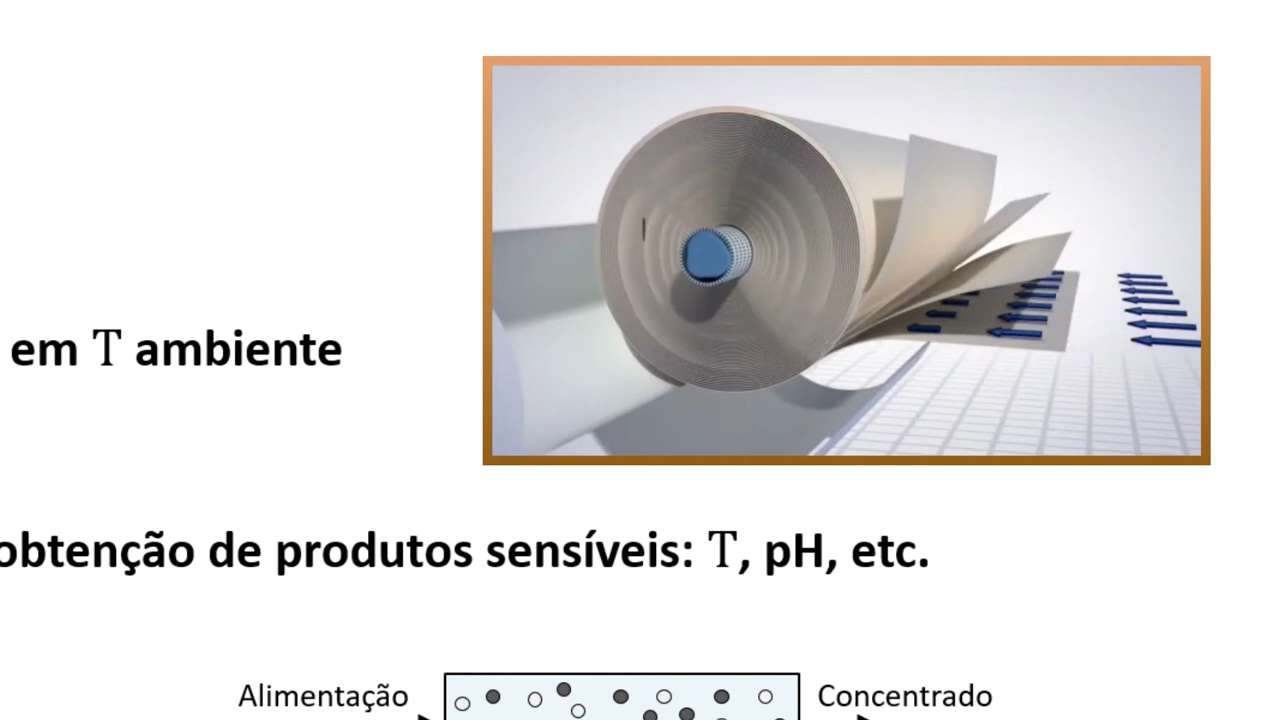 em T ambiente
obtenção de produtos sensíveis: T, pH, etc.
Alimentação
Concentrado